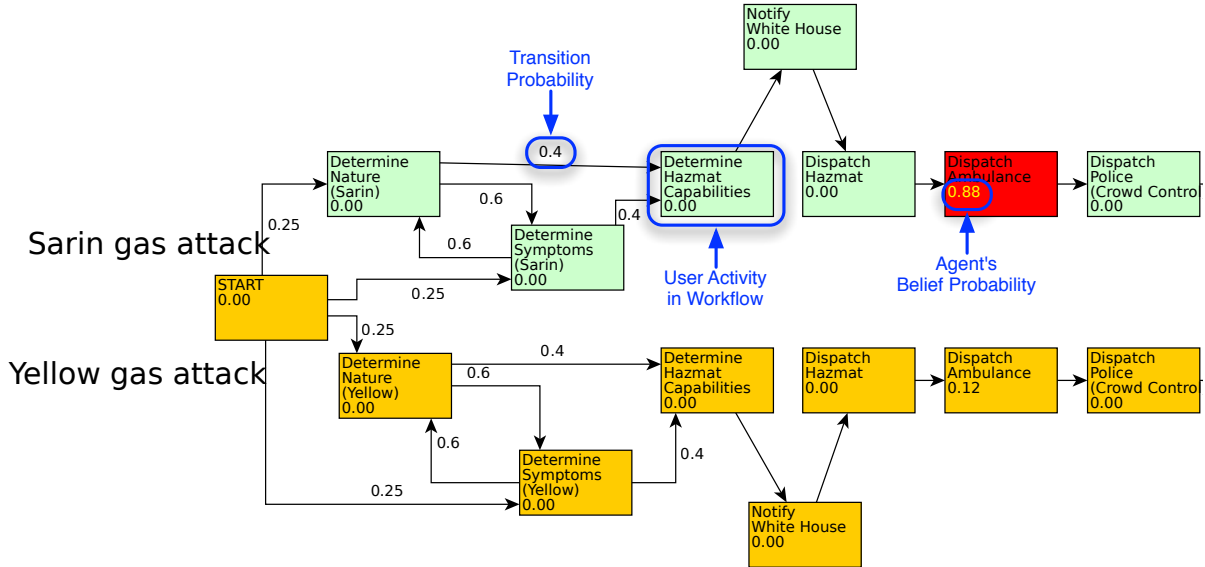 Notify
White House
0.00
Transition
Probability
0.4
Determine
Nature
(Sarin)
0.00
Determine
Hazmat
Capabilities
0.00
Dispatch
Hazmat
0.00
Dispatch
Ambulance
0.88
Dispatch
Police
(Crowd Control
0.00
0.6
0.4
0.25
0.6
Determine
Symptoms
(Sarin)
0.00
Sarin gas attack
User Activity
in Workflow
Agent's
Belief Probability
START
0.00
0.25
0.25
Yellow gas attack
Determine
Nature
(Yellow)
0.00
0.4
0.6
Determine
Hazmat
Capabilities
0.00
Dispatch
Hazmat
0.00
Dispatch
Ambulance
0.12
Dispatch
Police
(Crowd Control
0.00
0.6
0.4
Determine
Symptoms
(Yellow)
0.00
0.25
Notify
White House
0.00